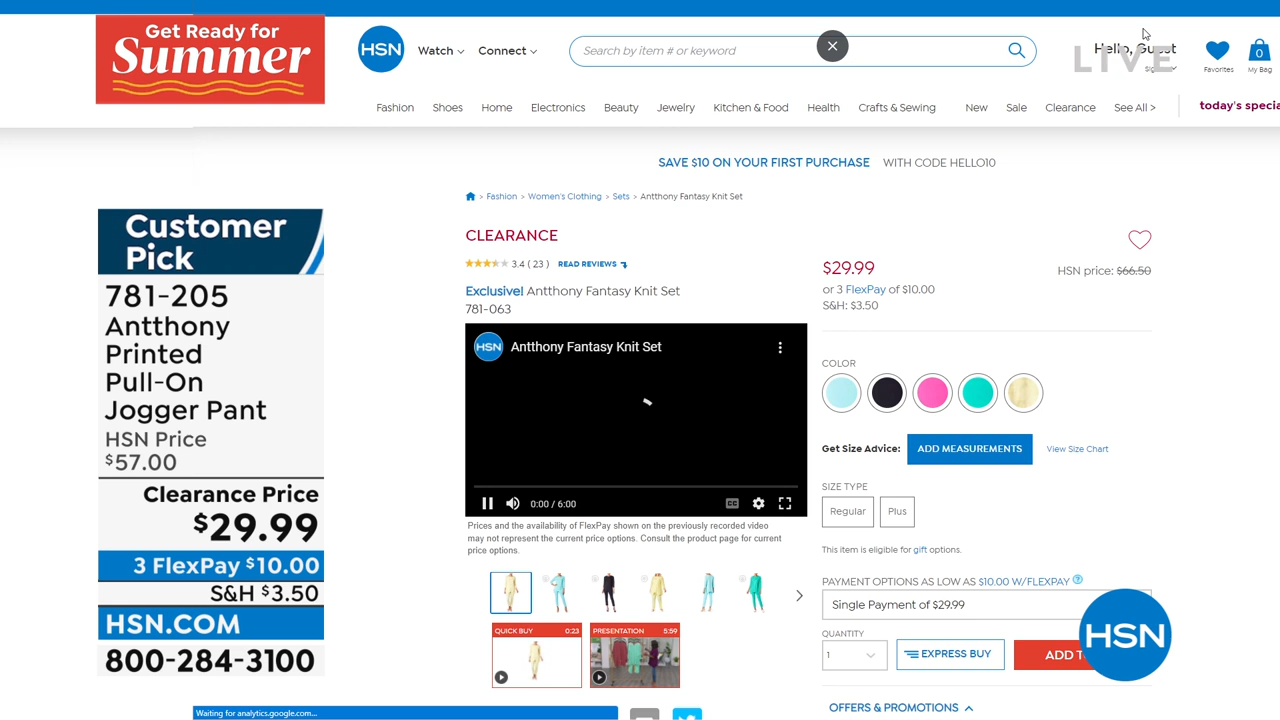 Get Ready for
Summer
HSN
Watch
Connect
Search by item # or keyword
Hello, Guest
LIVE
Favorites
0
My Bag
Fashion
Shoes
Home
Electronics
Beauty
Jewelry
Kitchen & Food
Health
Crafts & Sewing
New
Sale
Clearance
See All >
today's specia
SAVE $10 ON YOUR FIRST PURCHASE WITH CODE HELLO10
> Fashion > Women's Clothing > Sets > Antthony Fantasy Knit Set
Customer
Pick
781-205
Antthony
Printed
Pull-On
Jogger Pant
HSN Price
$57.00
Clearance Price
$29.99
3 FlexPay $10.00
S&H $3.50
HSN.COM
800-284-3100
CLEARANCE
3.4 ( 23 ) READ REVIEWS
Exclusive! Antthony Fantasy Knit Set
781-063
HSN Antthony Fantasy Knit Set
0:00 / 6:00
CC
Prices and the availability of FlexPay shown on the previously recorded video
may not represent the current price options. Consult the product page for current
price options.
QUICK BUY 0:23
PRESENTATION 5:59
$29.99
HSN price: $66.50
or 3 FlexPay of $10.00
S&H: $3.50
COLOR
Get Size Advice: ADD MEASUREMENTS View Size Chart
SIZE TYPE
Regular
Plus
This item is eligible for gift options.
PAYMENT OPTIONS AS LOW AS $10.00 W/FLEXPAY ?
Single Payment of $29.99
QUANTITY
1
EXPRESS BUY
ADD T
HSN
OFFERS & PROMOTIONS
Waiting for analytics.google.com...